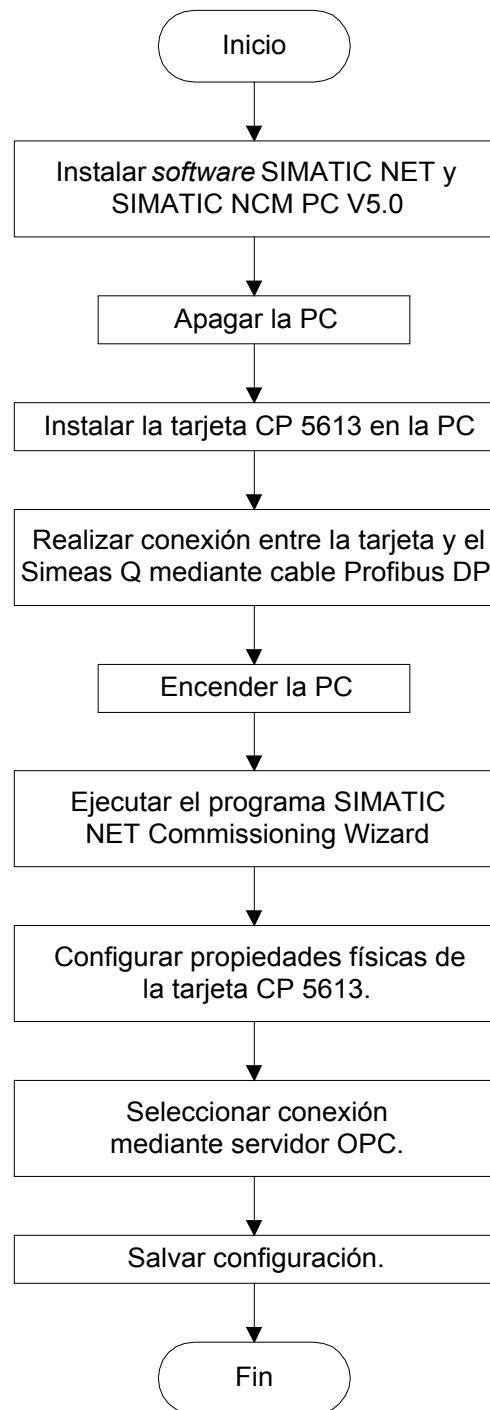 Inicio
Instalar software SIMATIC NET y
SIMATIC NCM PC V5.0
Apagar la PC
Instalar la tarjeta CP 5613 en la PC
Realizar conexión entre la tarjeta y el
Simeas Q mediante cable Profibus DP
Encender la PC
Ejecutar el programa SIMATIC
NET Commissioning Wizard
Configurar propiedades físicas de
la tarjeta CP 5613.
Seleccionar conexión
mediante servidor OPC.
Salvar configuración.
Fin